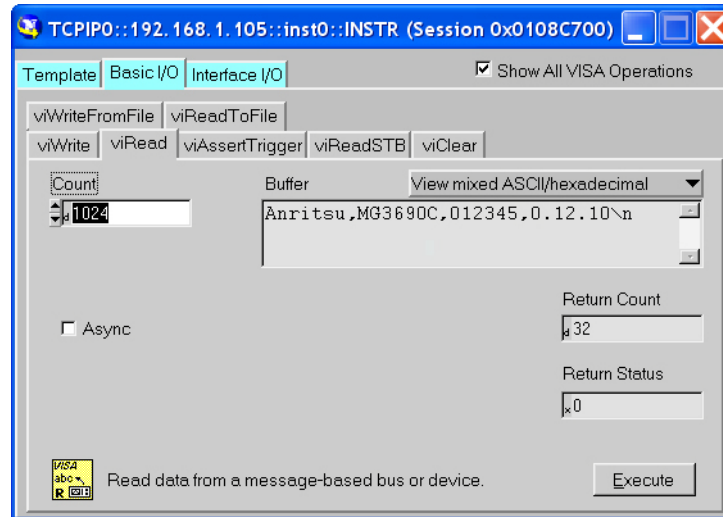 TCPIP0::192.168.1.105::inst0::INSTR (Session 0x0108C700)
Template Basic I/O Interface I/O Show All VISA Operations
viWriteFromFile viReadToFile
viWrite viRead viAssertTrigger viReadSTB viClear
Count Buffer View mixed ASCII/hexadecimal
d 1024 Anritsu,MG3690C,012345,0.12.10\n
Return Count
Async d 32
Return Status
x 0
VISA
abc
R Read data from a message-based bus or device. Execute